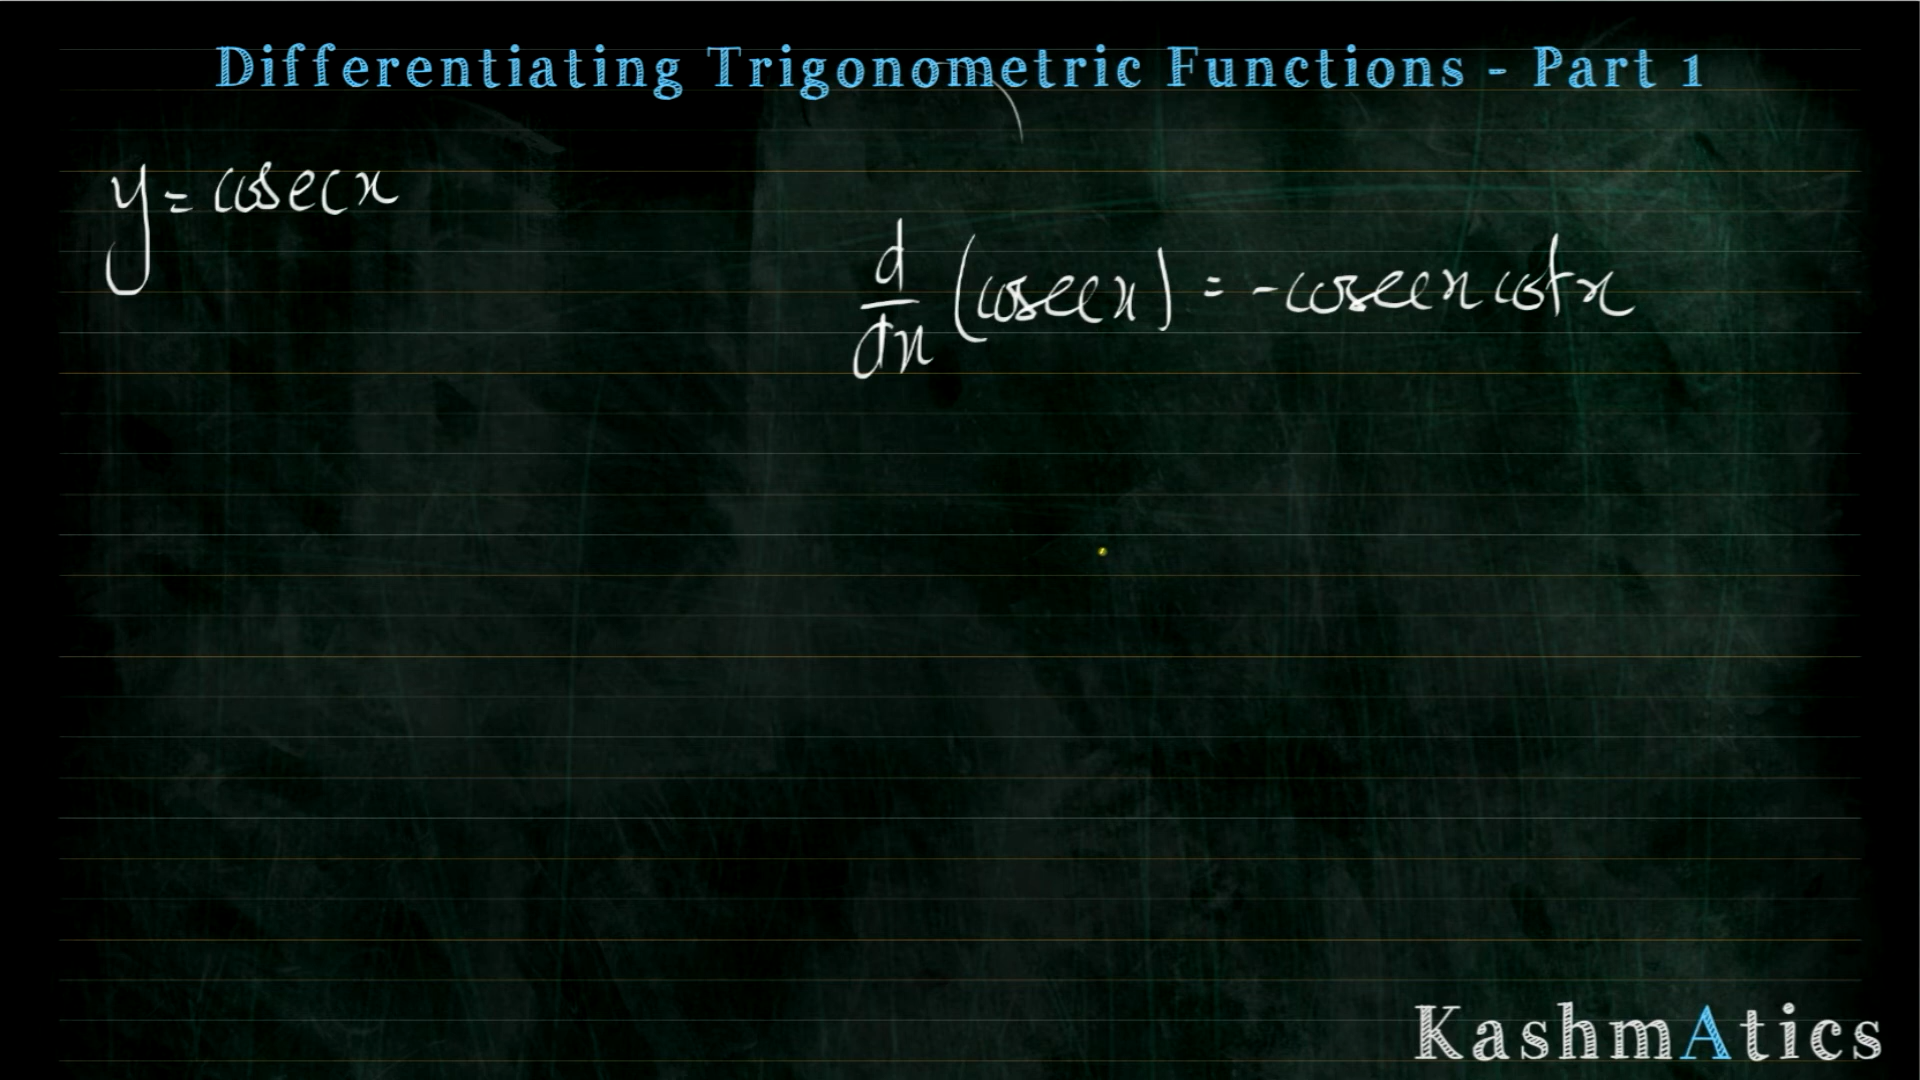 Differentiating Trigonometric Functions - Part 1
y = cosec x
d/dx (cosec x) = -cosec x cot x
KashmAtics